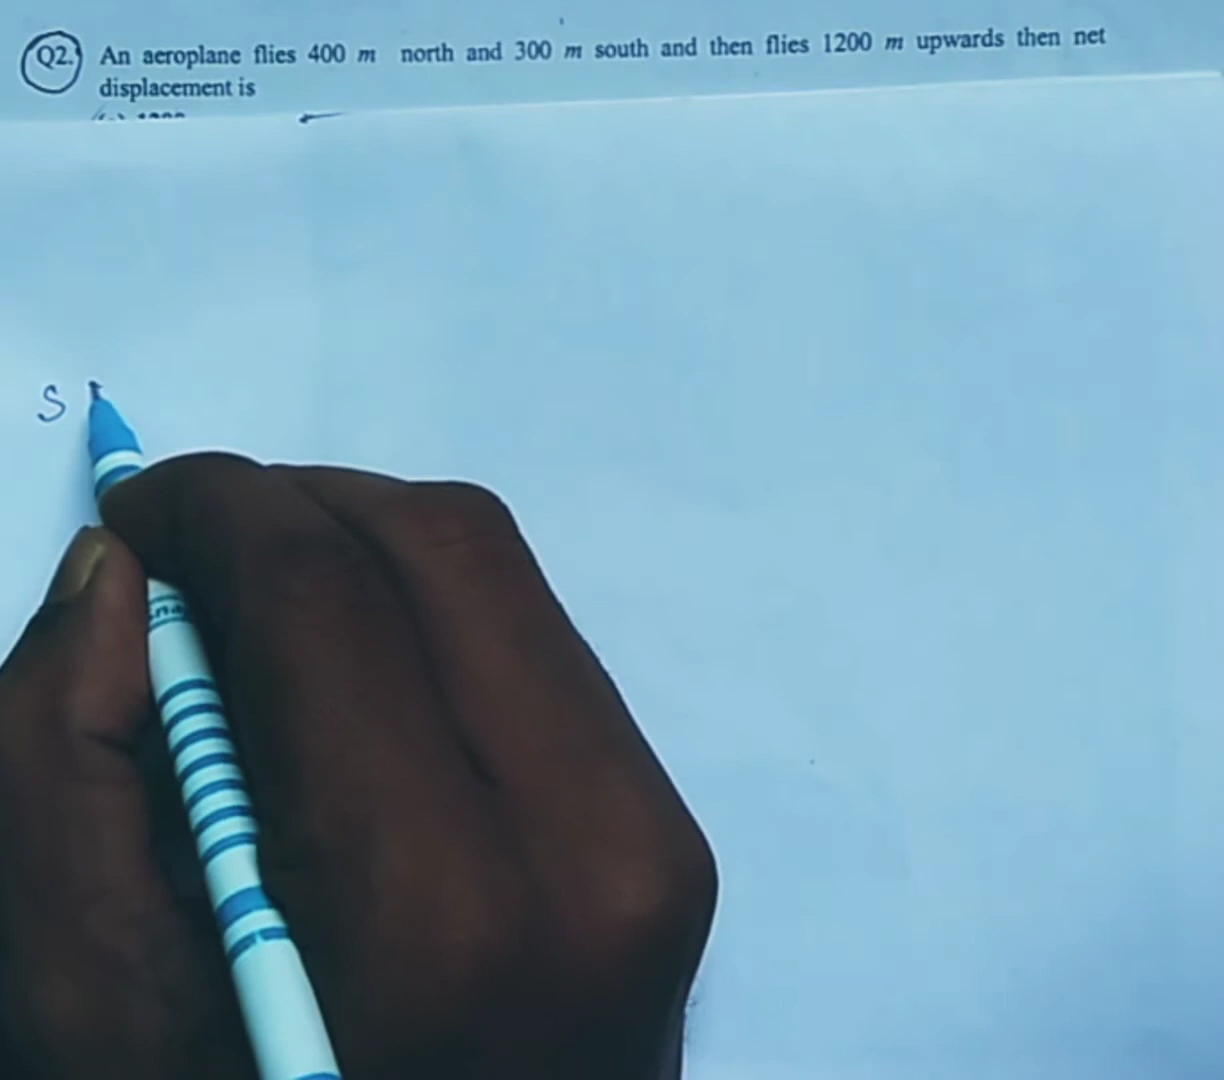 Q2. An aeroplane flies 400 m north and 300 m south and then flies 1200 m upwards then net
displacement is
S